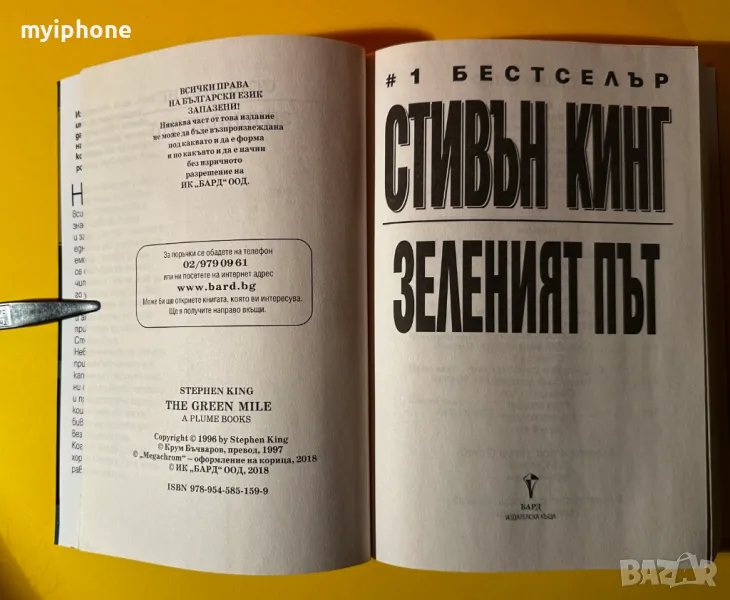 myiphone
ВСИЧКИ ПРАВА
НА БЪЛГАРСКИ ЕЗИК
ЗАПАЗЕНИ!
Никаква част от това издание
не може да бъде възпроизвеждана
под каквато и да е форма
и по какъвто и да е начин
без изричното
разрешение на
ИК „БАРД“ ООД.
За поръчки се обадете на телефон
02/979 09 61
или ни посетете на интернет адрес
www.bard.bg
Може би ще откриете книгата, която ви интересува.
Ще я получите направо вкъщи.
STEPHEN KING
THE GREEN MILE
A PLUME BOOKS
Copyright © 1996 by Stephen King
© Крум Бъчваров, превод, 1997
© „Megachrom“ – оформление на корица, 2018
© ИК „БАРД“ ООД, 2018
ISBN 978-954-585-159-9
# 1 БЕСТСЕЛЪР
СТИВЪН КИНГ
ЗЕЛЕНИЯТ ПЪТ
БАРД
ИЗДАТЕЛСКА КЪЩА
BAZAR